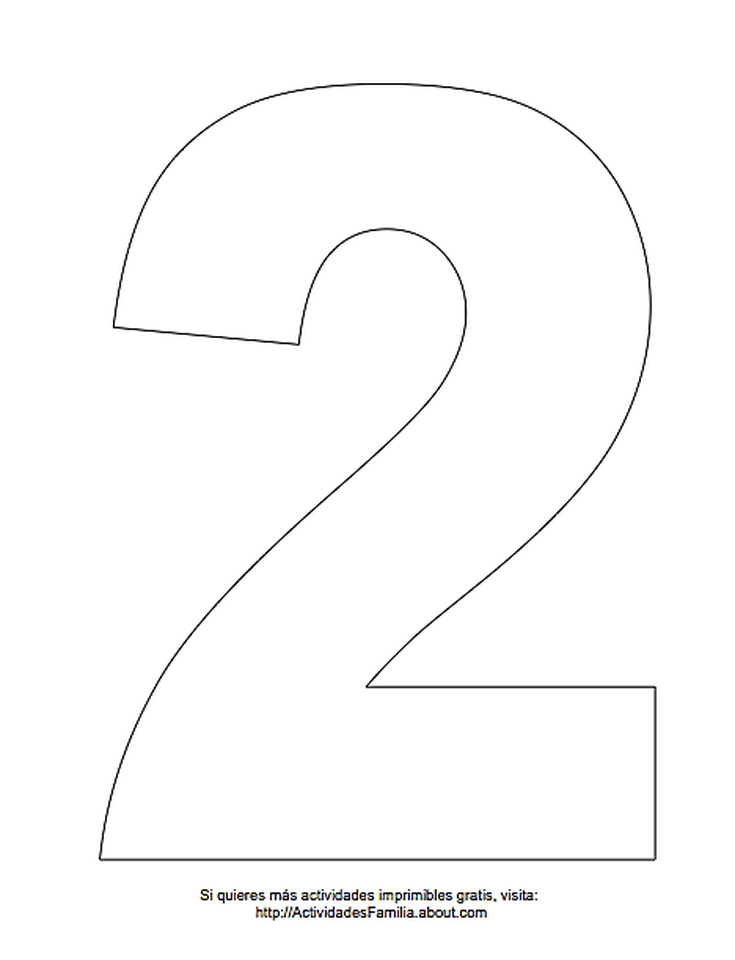 2
Si quieres más actividades imprimibles gratis, visita:
http://ActividadesFamilia.about.com